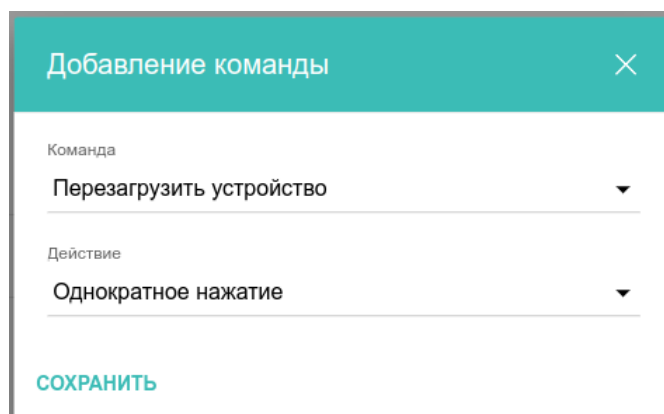 Добавление команды
Команда
Перезагрузить устройство
Действие
Однократное нажатие
СОХРАНИТЬ